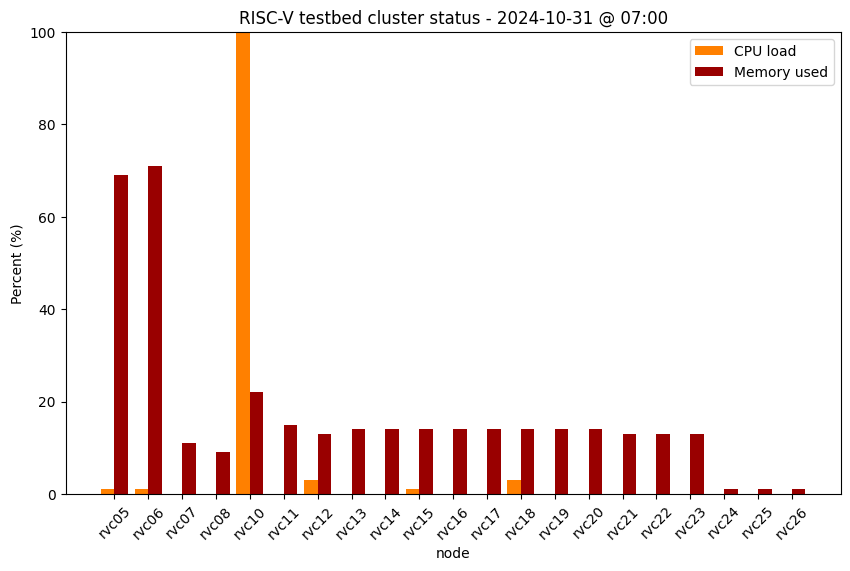 RISC-V testbed cluster status - 2024-10-31 @ 07:00
CPU load
Memory used
Percent (%)
100
80
60
40
20
0
rvc05
rvc06
rvc07
rvc08
rvc10
rvc11
rvc12
rvc13
rvc14
rvc15
rvc16
rvc17
rvc18
rvc19
rvc20
rvc21
rvc22
rvc23
rvc24
rvc25
rvc26
node